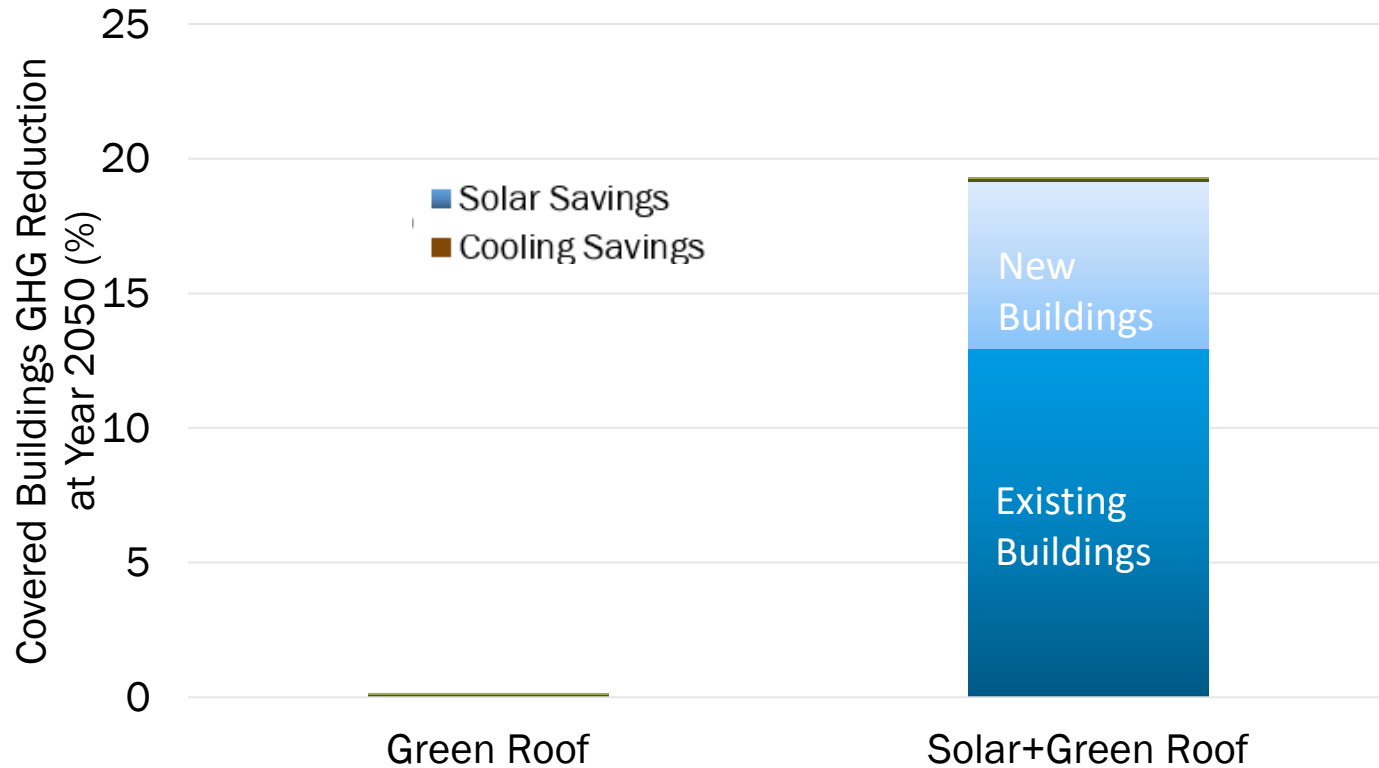 Covered Buildings GHG Reduction
at Year 2050 (%)
25
20
15
10
5
0
Solar Savings
Cooling Savings
New
Buildings
Existing
Buildings
Green Roof
Solar+Green Roof